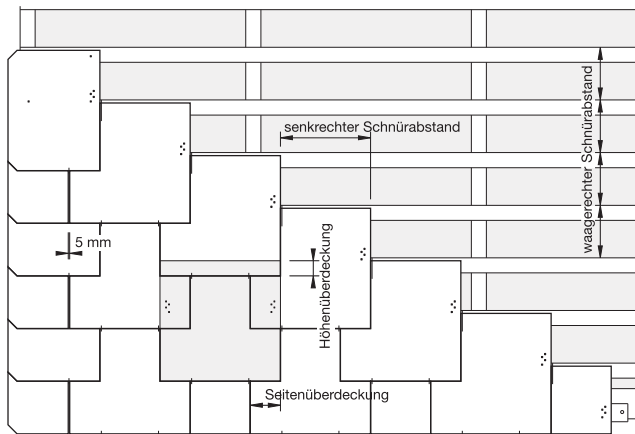 senkrechter Schnürabstand
waagerechter Schnürabstand
5 mm
Höhenüberdeckung
Seitenüberdeckung